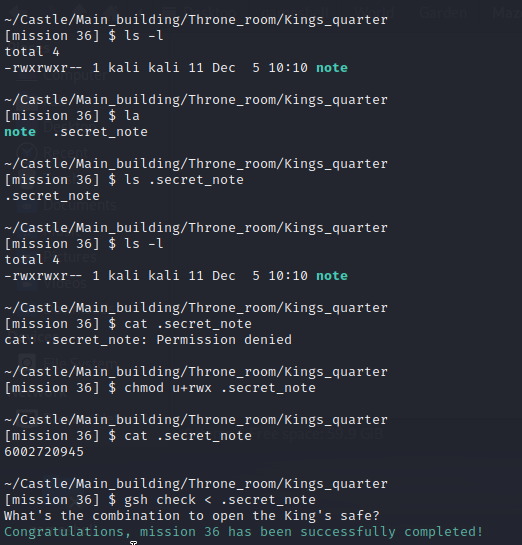 ~/Castle/Main_building/Throne_room/Kings_quarter
[mission 36] $ ls -l
total 4
-rwxrwxr-- 1 kali kali 11 Dec  5 10:10 note
~/Castle/Main_building/Throne_room/Kings_quarter
[mission 36] $ la
note  .secret_note
~/Castle/Main_building/Throne_room/Kings_quarter
[mission 36] $ ls .secret_note
.secret_note
~/Castle/Main_building/Throne_room/Kings_quarter
[mission 36] $ ls -l
total 4
-rwxrwxr-- 1 kali kali 11 Dec  5 10:10 note
~/Castle/Main_building/Throne_room/Kings_quarter
[mission 36] $ cat .secret_note
cat: .secret_note: Permission denied
~/Castle/Main_building/Throne_room/Kings_quarter
[mission 36] $ chmod u+rwx .secret_note
~/Castle/Main_building/Throne_room/Kings_quarter
[mission 36] $ cat .secret_note
6002720945
~/Castle/Main_building/Throne_room/Kings_quarter
[mission 36] $ gsh check < .secret_note
What's the combination to open the King's safe?
Congratulations, mission 36 has been successfully completed!